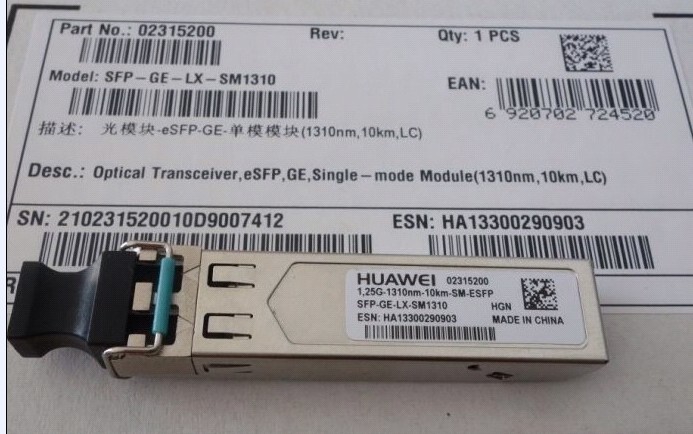 Part No.: 02315200 Rev: Qty: 1 PCS
Model: SFP-GE-LX-SM1310
EAN:
6 920702 724520
描述: 光模块-eSFP-GE-单模模块(1310nm,10km,LC)
Desc.: Optical Transceiver,eSFP,GE,Single-mode Module(1310nm,10km,LC)
SN: 210231520010D9007412 ESN: HA13300290903
R
HUAWEI 02315200
1,25G-1310nm-10km-SM-ESFP
SFP-GE-LX-SM1310 HGN
ESN: HA13300290903 MADE IN CHINA